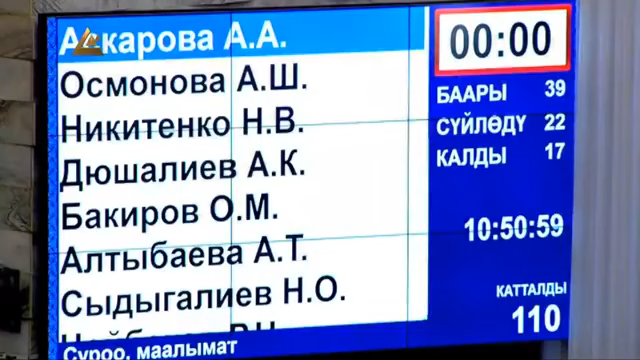 Аскарова А.А.
Осмонова А.Ш.
Никитенко Н.В.
Дюшалиев А.К.
Бакиров О.М.
Алтыбаева А.Т.
Сыдыгалиев Н.О.
Суроо, маалымат
00:00
БААРЫ 39
СҮЙЛӨДҮ 22
КАЛДЫ 17
10:50:59
КАТТАЛДЫ
110